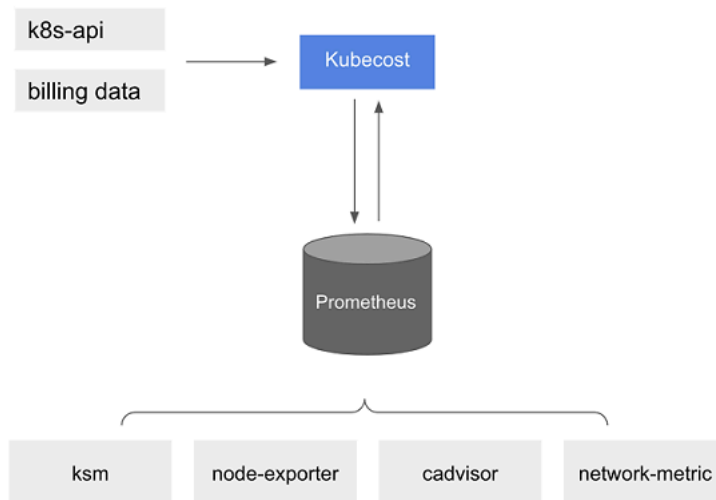 k8s-api
billing data
Kubecost
Prometheus
ksm
node-exporter
cadvisor
network-metric